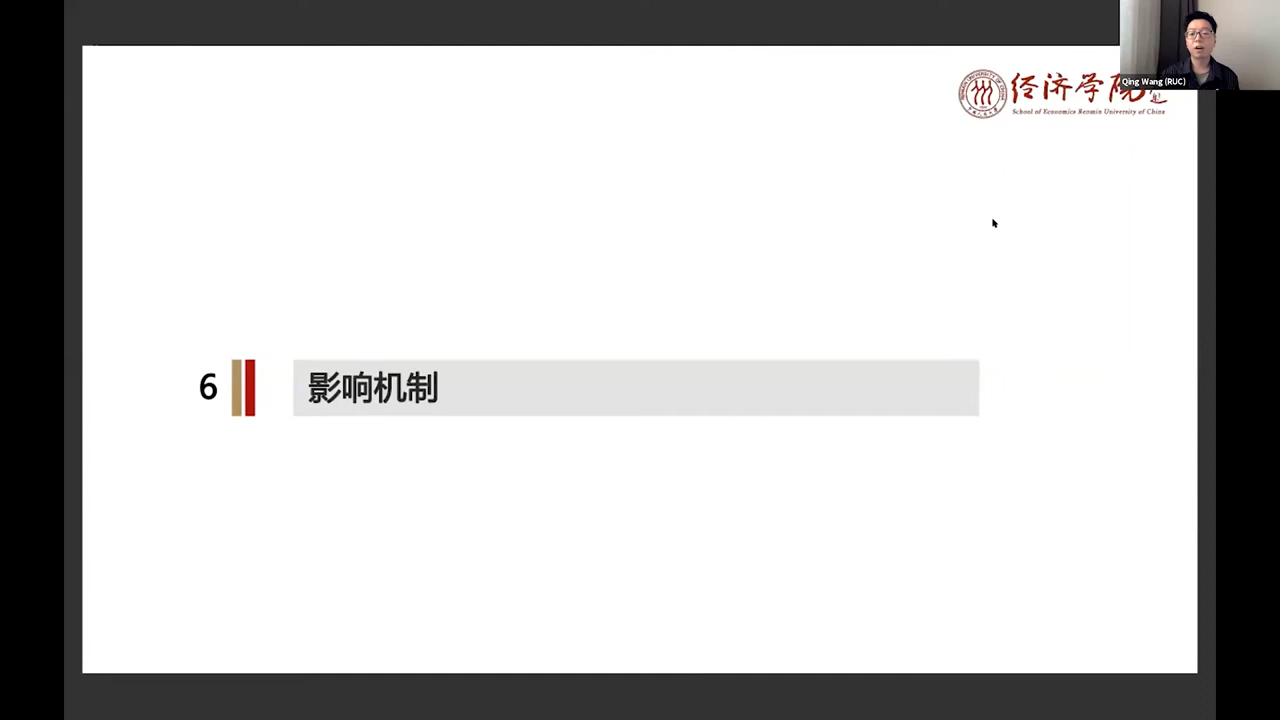 Qing Wang (RUC)
经济学院
School of Economics Renmin University of China
6 影响机制